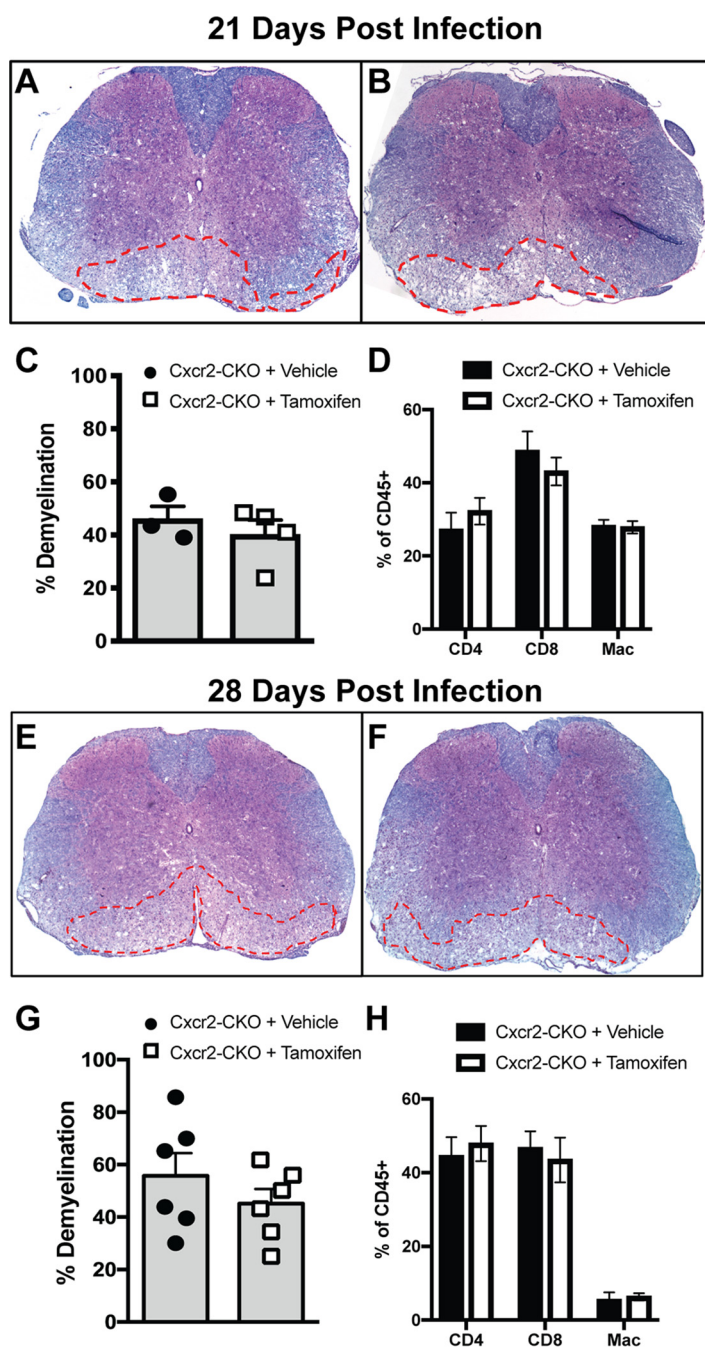 21 Days Post Infection
A
B
C
Cxcr2-CKO + Vehicle
Cxcr2-CKO + Tamoxifen
% Demyelination
100
80
60
40
20
0
D
Cxcr2-CKO + Vehicle
Cxcr2-CKO + Tamoxifen
% of CD45+
60
40
20
0
CD4 CD8 Mac
28 Days Post Infection
E
F
G
Cxcr2-CKO + Vehicle
Cxcr2-CKO + Tamoxifen
% Demyelination
100
80
60
40
20
0
H
Cxcr2-CKO + Vehicle
Cxcr2-CKO + Tamoxifen
% of CD45+
60
40
20
0
CD4 CD8 Mac